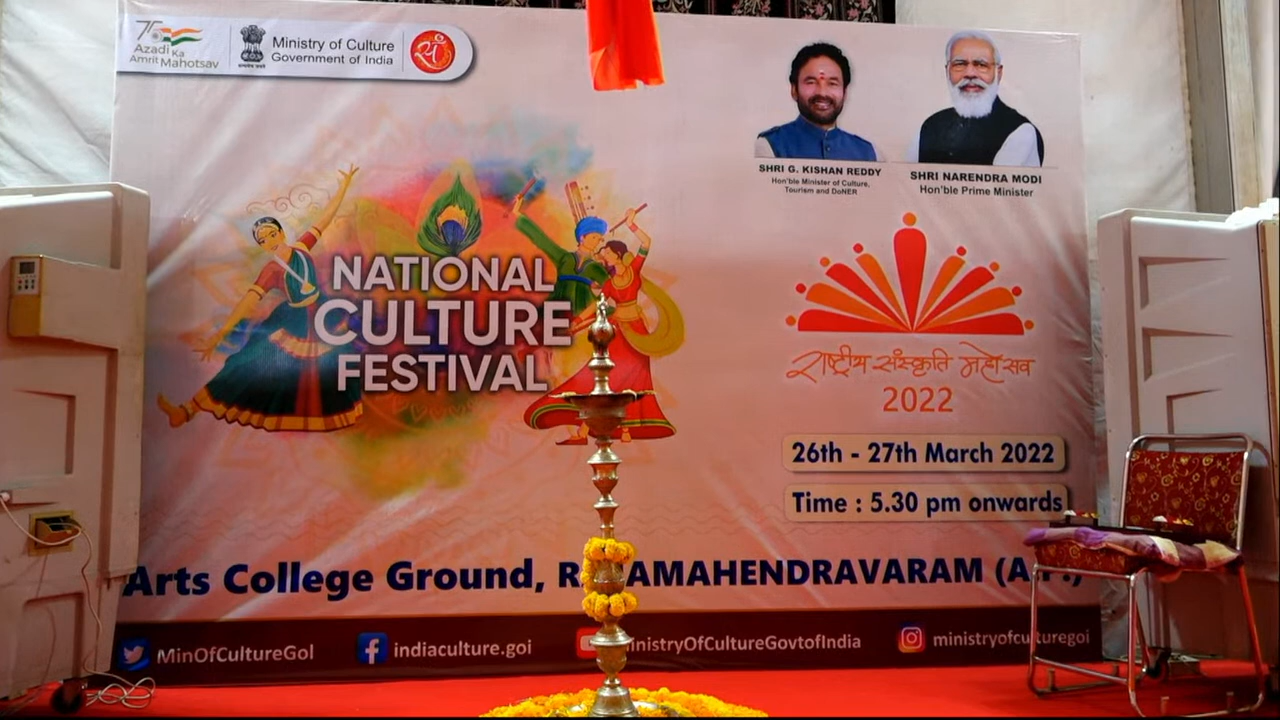 75
Azadi Ka
Amrit Mahotsav
Ministry of Culture
Government of India
SHRI G. KISHAN REDDY
Hon'ble Minister of Culture,
Tourism and DoNER
SHRI NARENDRA MODI
Hon'ble Prime Minister
NATIONAL
CULTURE
FESTIVAL
राष्ट्रीय संस्कृति महोत्सव
2022
26th - 27th March 2022
Time : 5.30 pm onwards
Arts College Ground,
MinOfCultureGoI
indiaculture.goi
ministryofculturegoi